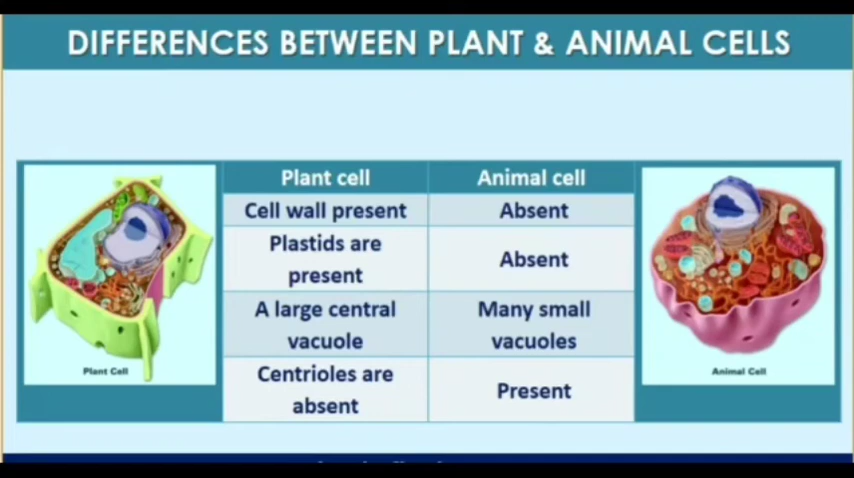 DIFFERENCES BETWEEN PLANT & ANIMAL CELLS
Plant cell
Animal cell
Cell wall present
Absent
Plastids are
present
Absent
A large central
vacuole
Many small
vacuoles
Centrioles are
absent
Present
Plant Cell
Animal Cell